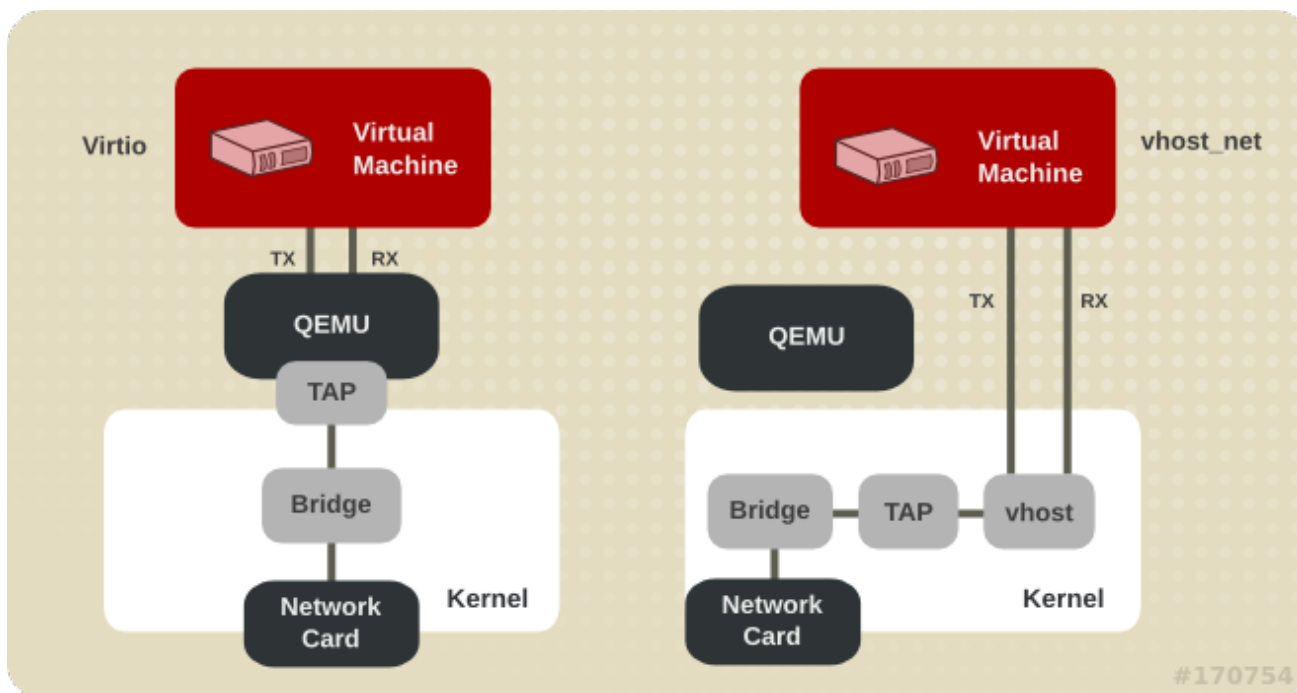 Virtio
Virtual
Machine
TX
RX
QEMU
TAP
Bridge
Network
Card
Kernel
Virtual
Machine
vhost_net
TX
RX
QEMU
Bridge
TAP
vhost
Network
Card
Kernel
#170754